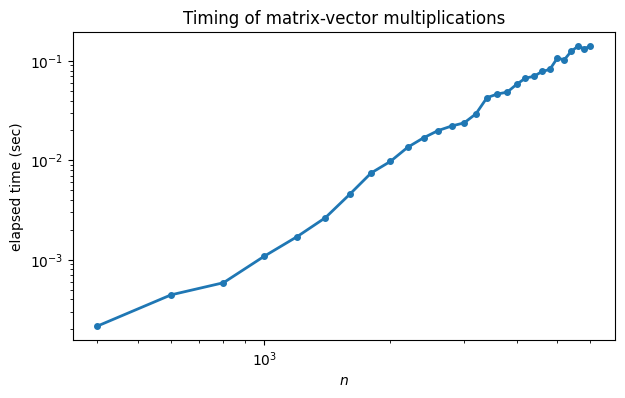 Timing of matrix-vector multiplications
elapsed time (sec)
10⁻¹
10⁻²
10⁻³
10³
n